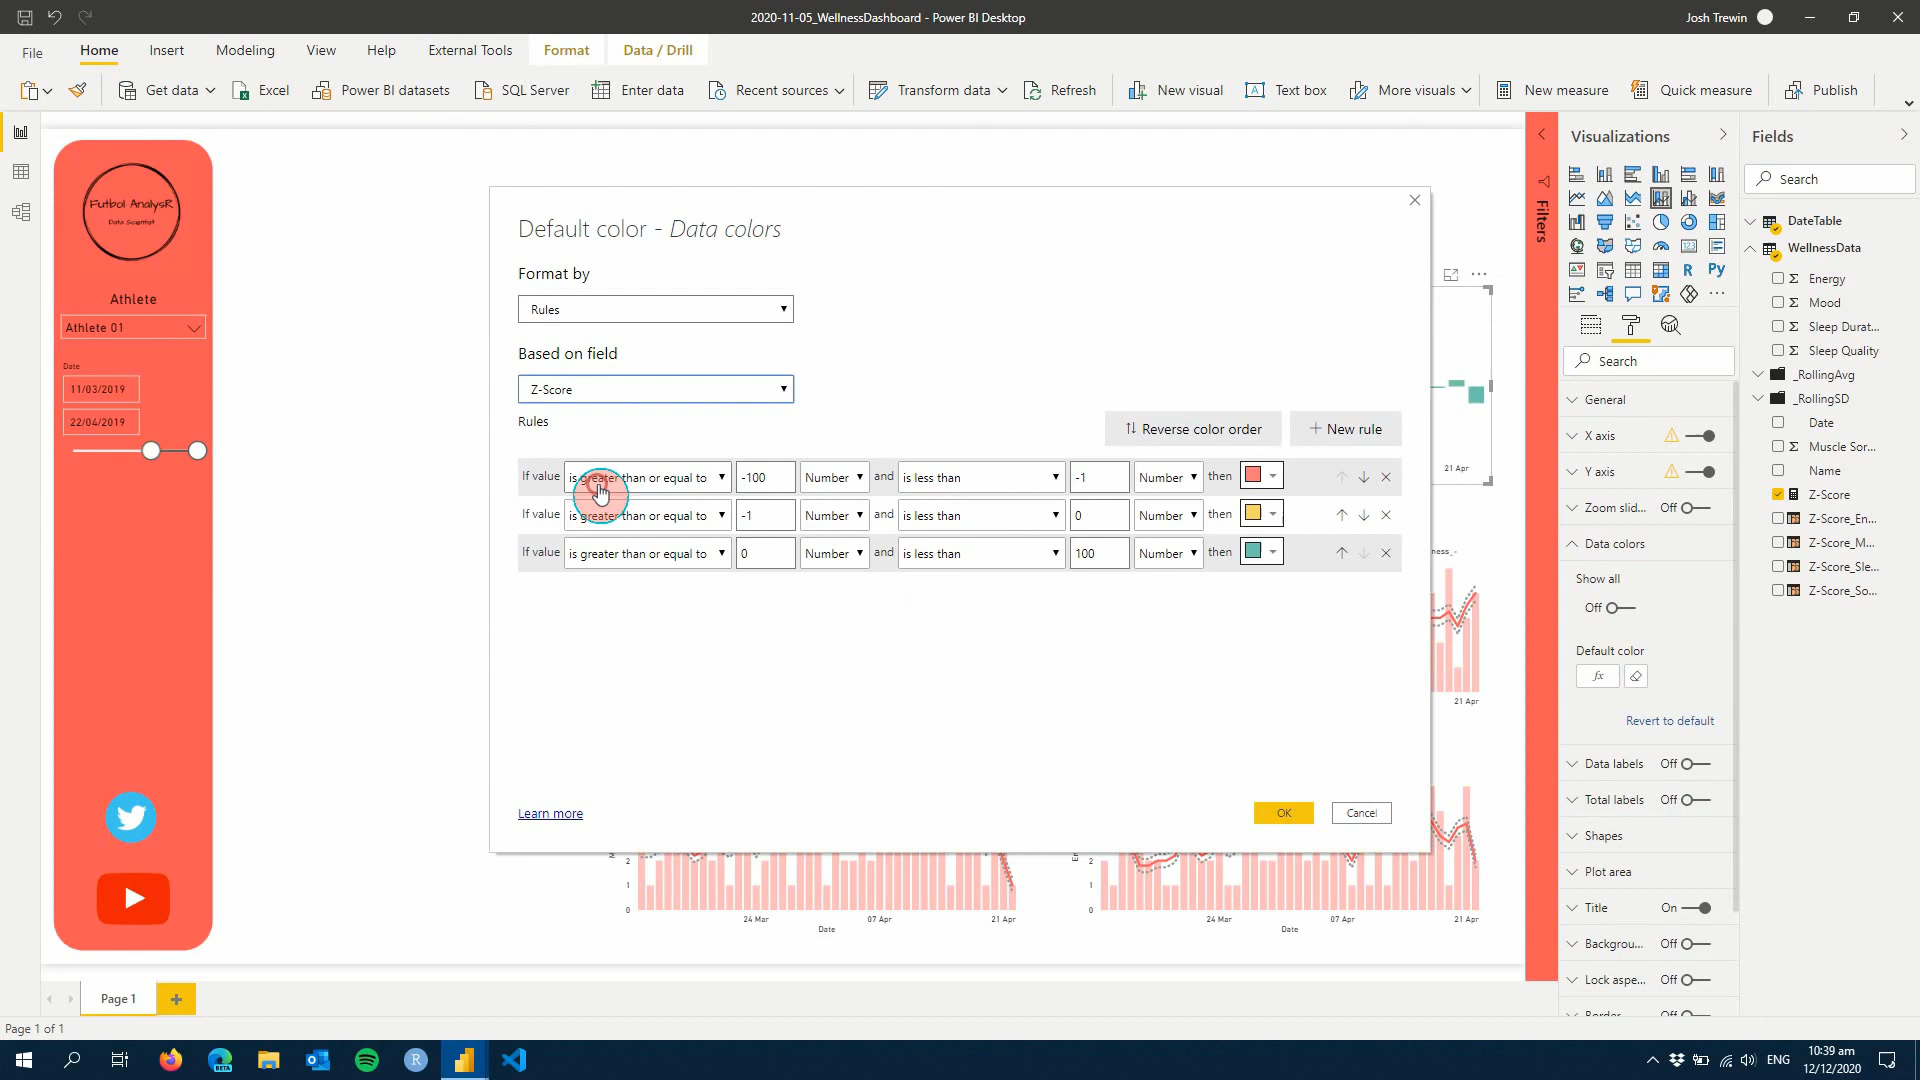 2020-11-05_WellnessDashboard - Power BI Desktop
Josh Trewin
File Home Insert Modeling View Help External Tools Format Data / Drill
Get data Excel Power BI datasets SQL Server Enter data Recent sources Transform data Refresh New visual Text box More visuals New measure Quick measure Publish
Futbol AnalysR
Data Scientist
Athlete
Athlete 01
Date
11/03/2019
22/04/2019
Default color - Data colors
Format by
Rules
Based on field
Z-Score
Rules
Reverse color order
New rule
If value is greater than or equal to -100 Number and is less than -1 Number then
If value is greater than or equal to -1 Number and is less than 0 Number then
If value is greater than or equal to 0 Number and is less than 100 Number then
Learn more
OK
Cancel
21 Apr
21 Apr
2
1
0
24 Mar 07 Apr 21 Apr
Date
2
1
0
24 Mar 07 Apr 21 Apr
Date
Filters
Visualizations
Search
General
X axis
Y axis
Zoom slid... Off
Data colors
Show all
Off
Default color
fx
Revert to default
Data labels Off
Total labels Off
Shapes
Plot area
Title On
Backgrou... Off
Lock aspe... Off
Fields
Search
DateTable
WellnessData
Energy
Mood
Sleep Durat...
Sleep Quality
_RollingAvg
_RollingSD
Date
Muscle Sor...
Name
Z-Score
Z-Score_En...
Z-Score_M...
Z-Score_Sle...
Z-Score_So...
Page 1
Page 1 of 1
ENG
10:39 am
12/12/2020